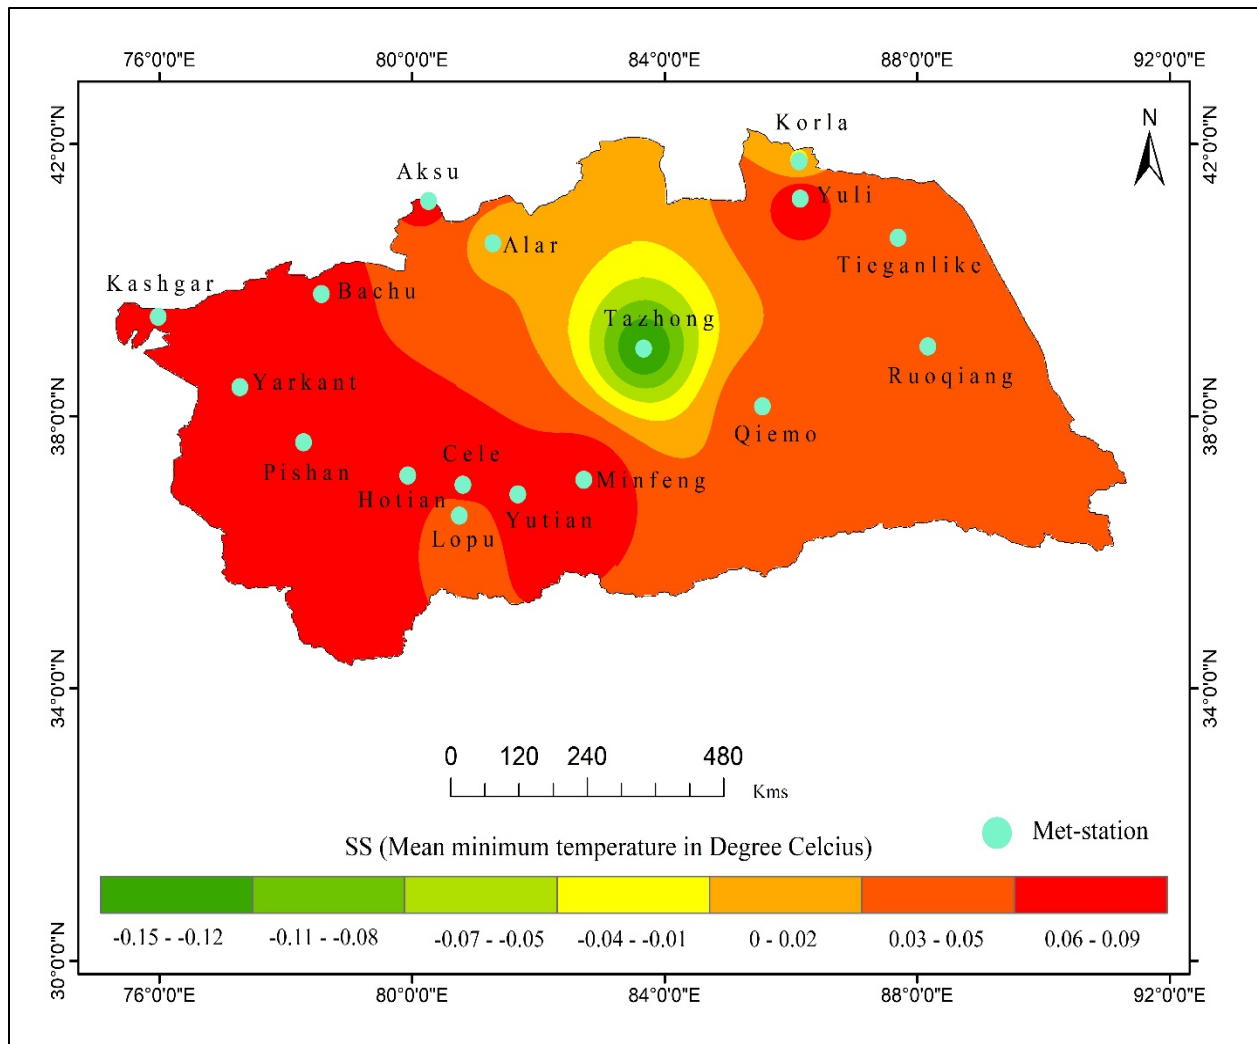 76°0'0"E 80°0'0"E 84°0'0"E 88°0'0"E 92°0'0"E
42°0'0"N 42°0'0"N
N
Korla
Aksu
Yuli
Alar
Tieganlike
Kashgar
Bachu
Tazhong
Ruoqiang
Yarkant
38°0'0"N 38°0'0"N
Qiemo
Cele
Pishan
Minfeng
Hotian
Yutian
Lopu
34°0'0"N 34°0'0"N
0 120 240 480
Kms
Met-station
SS (Mean minimum temperature in Degree Celcius)
-0.15 - -0.12 -0.11 - -0.08 -0.07 - -0.05 -0.04 - -0.01 0 - 0.02 0.03 - 0.05 0.06 - 0.09
30°0'0"N 30°0'0"N
76°0'0"E 80°0'0"E 84°0'0"E 88°0'0"E 92°0'0"E